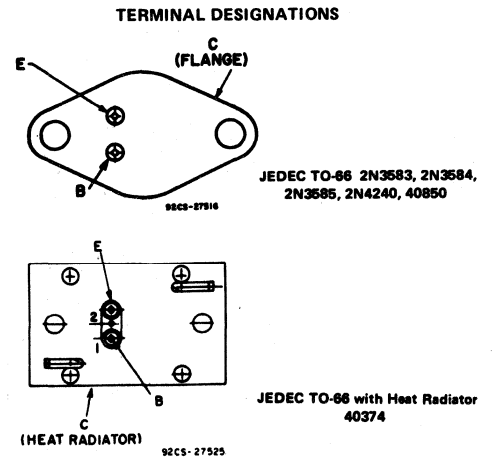 TERMINAL DESIGNATIONS
C
(FLANGE)
E
B
92CS-27516
JEDEC TO-66 2N3583, 2N3584,
2N3585, 2N4240, 40850
E
2
1
B
C
(HEAT RADIATOR)
92CS-27525
JEDEC TO-66 with Heat Radiator
40374